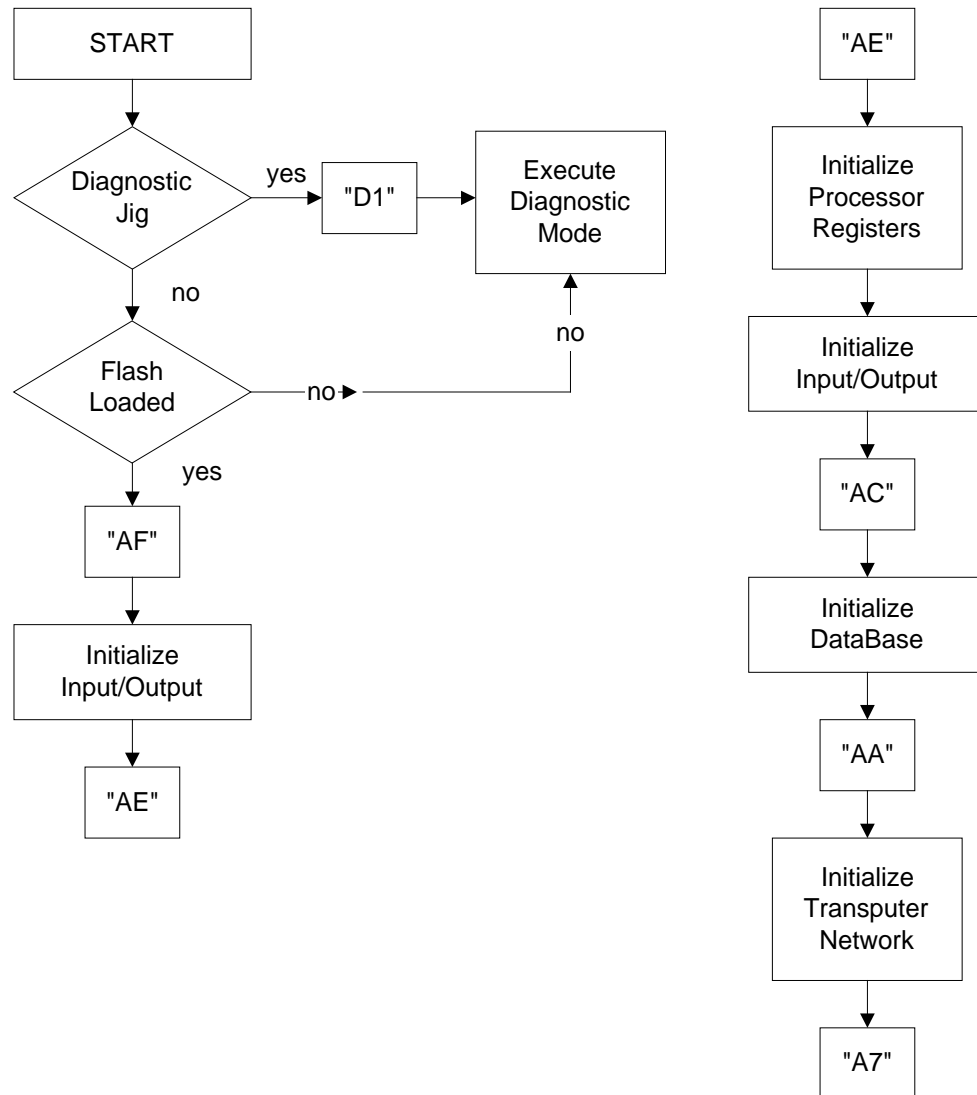 START
Diagnostic
Jig
yes
"D1"
Execute
Diagnostic
Mode
no
Flash
Loaded
no
no
yes
"AF"
Initialize
Input/Output
"AE"
"AE"
Initialize
Processor
Registers
Initialize
Input/Output
"AC"
Initialize
DataBase
"AA"
Initialize
Transputer
Network
"A7"